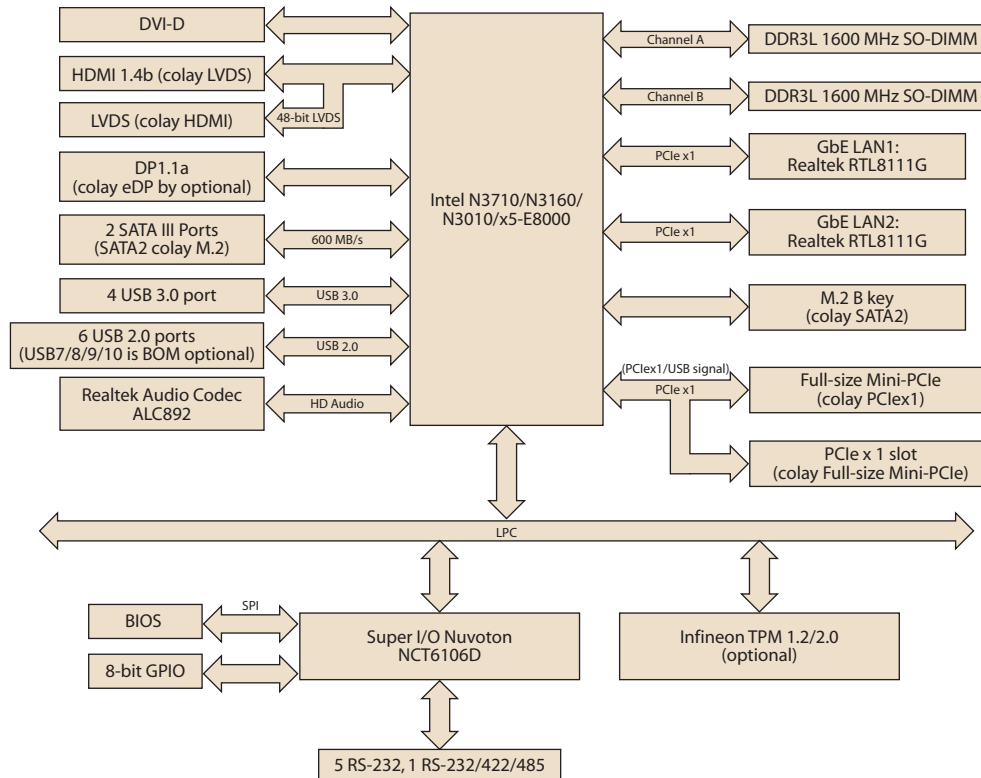 DVI-D
HDMI 1.4b (colay LVDS)
LVDS (colay HDMI)
48-bit LVDS
DP1.1a
(colay eDP by optional)
2 SATA III Ports
(SATA2 colay M.2)
600 MB/s
4 USB 3.0 port
USB 3.0
6 USB 2.0 ports
(USB7/8/9/10 is BOM optional)
USB 2.0
Realtek Audio Codec
ALC892
HD Audio
Intel N3710/N3160/
N3010/x5-E8000
Channel A
DDR3L 1600 MHz SO-DIMM
Channel B
DDR3L 1600 MHz SO-DIMM
PCIe x1
GbE LAN1:
Realtek RTL8111G
PCIe x1
GbE LAN2:
Realtek RTL8111G
M.2 B key
(colay SATA2)
(PCIex1/USB signal)
PCIe x1
Full-size Mini-PCIe
(colay PCIex1)
PCIe x 1 slot
(colay Full-size Mini-PCIe)
LPC
BIOS
SPI
8-bit GPIO
Super I/O Nuvoton
NCT6106D
Infineon TPM 1.2/2.0
(optional)
5 RS-232, 1 RS-232/422/485